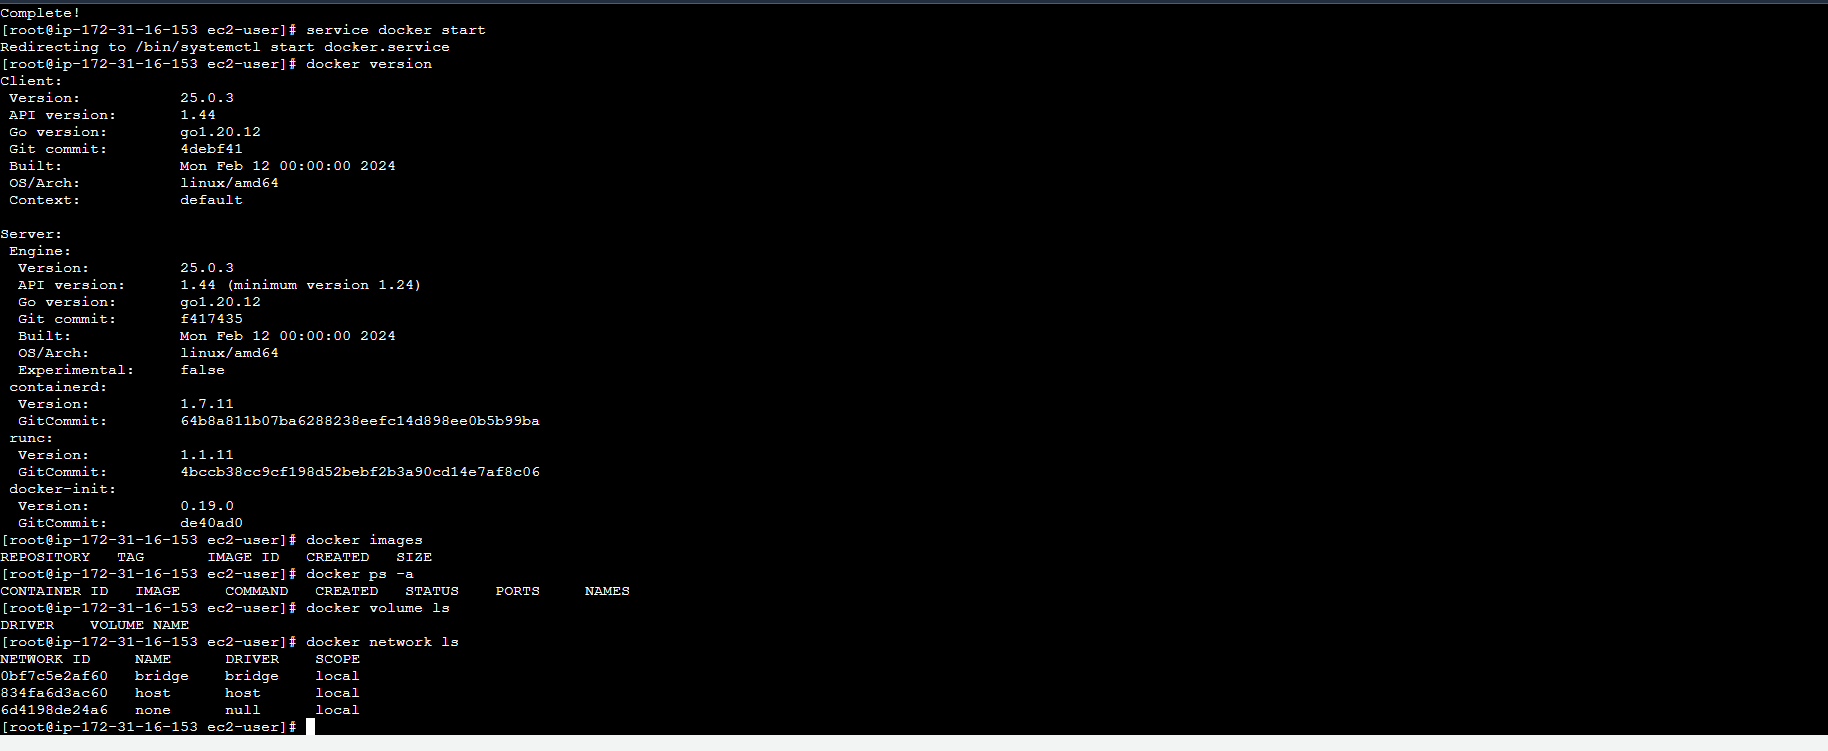 Complete!
[root@ip-172-31-16-153 ec2-user]# service docker start
Redirecting to /bin/systemctl start docker.service
[root@ip-172-31-16-153 ec2-user]# docker version
Client:
 Version:           25.0.3
 API version:       1.44
 Go version:        go1.20.12
 Git commit:        4debf41
 Built:             Mon Feb 12 00:00:00 2024
 OS/Arch:           linux/amd64
 Context:           default

Server:
 Engine:
  Version:          25.0.3
  API version:      1.44 (minimum version 1.24)
  Go version:       go1.20.12
  Git commit:       f417435
  Built:            Mon Feb 12 00:00:00 2024
  OS/Arch:          linux/amd64
  Experimental:     false
 containerd:
  Version:          1.7.11
  GitCommit:        64b8a811b07ba6288238eefc14d898ee0b5b99ba
 runc:
  Version:          1.1.11
  GitCommit:        4bccb38cc9cf198d52bebf2b3a90cd14e7af8c06
 docker-init:
  Version:          0.19.0
  GitCommit:        de40ad0
[root@ip-172-31-16-153 ec2-user]# docker images
REPOSITORY   TAG       IMAGE ID   CREATED   SIZE
[root@ip-172-31-16-153 ec2-user]# docker ps -a
CONTAINER ID   IMAGE     COMMAND   CREATED   STATUS    PORTS     NAMES
[root@ip-172-31-16-153 ec2-user]# docker volume ls
DRIVER    VOLUME NAME
[root@ip-172-31-16-153 ec2-user]# docker network ls
NETWORK ID     NAME      DRIVER    SCOPE
0bf7c5e2af60   bridge    bridge    local
834fa6d3ac60   host      host      local
6d4198de24a6   none      null      local
[root@ip-172-31-16-153 ec2-user]#